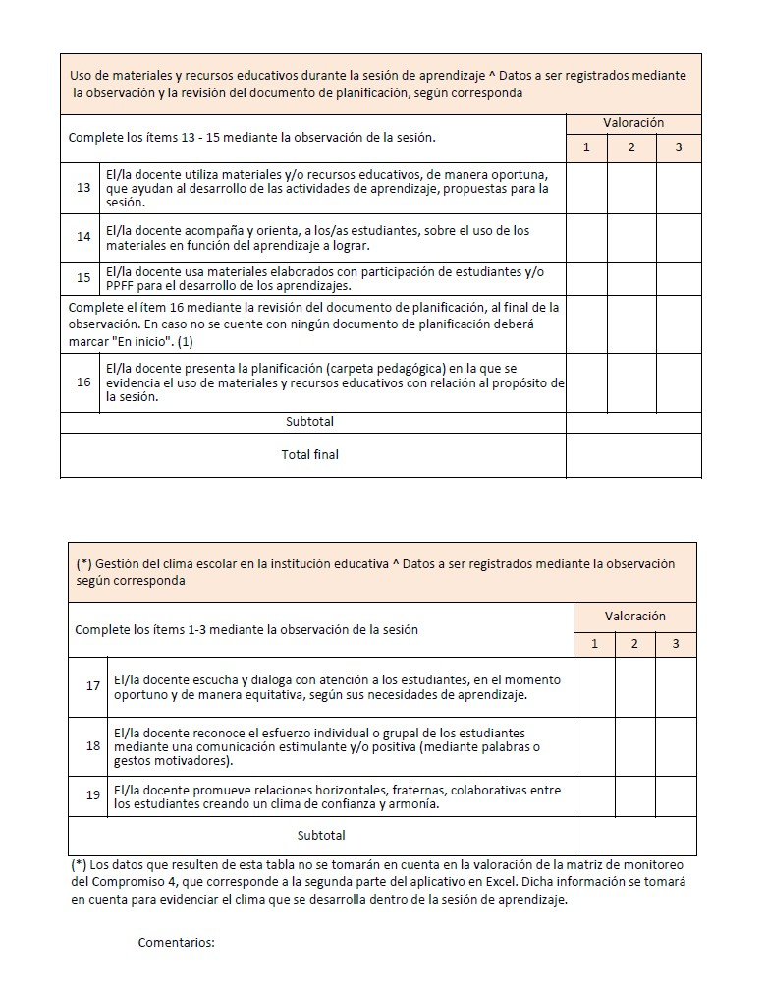 Uso de materiales y recursos educativos durante la sesión de aprendizaje ^ Datos a ser registrados mediante
la observación y la revisión del documento de planificación, según corresponda
Complete los ítems 13 - 15 mediante la observación de la sesión.
Valoración
1 2 3
13 El/la docente utiliza materiales y/o recursos educativos, de manera oportuna,
que ayudan al desarrollo de las actividades de aprendizaje, propuestas para la
sesión.
14 El/la docente acompaña y orienta, a los/as estudiantes, sobre el uso de los
materiales en función del aprendizaje a lograr.
15 El/la docente usa materiales elaborados con participación de estudiantes y/o
PPFF para el desarrollo de los aprendizajes.
Complete el ítem 16 mediante la revisión del documento de planificación, al final de la
observación. En caso no se cuente con ningún documento de planificación deberá
marcar "En inicio". (1)
16 El/la docente presenta la planificación (carpeta pedagógica) en la que se
evidencia el uso de materiales y recursos educativos con relación al propósito de
la sesión.
Subtotal
Total final
(*) Gestión del clima escolar en la institución educativa ^ Datos a ser registrados mediante la observación
según corresponda
Complete los ítems 1-3 mediante la observación de la sesión
Valoración
1 2 3
17 El/la docente escucha y dialoga con atención a los estudiantes, en el momento
oportuno y de manera equitativa, según sus necesidades de aprendizaje.
18 El/la docente reconoce el esfuerzo individual o grupal de los estudiantes
mediante una comunicación estimulante y/o positiva (mediante palabras o
gestos motivadores).
19 El/la docente promueve relaciones horizontales, fraternas, colaborativas entre
los estudiantes creando un clima de confianza y armonía.
Subtotal
(*) Los datos que resulten de esta tabla no se tomarán en cuenta en la valoración de la matriz de monitoreo
del Compromiso 4, que corresponde a la segunda parte del aplicativo en Excel. Dicha información se tomará
en cuenta para evidenciar el clima que se desarrolla dentro de la sesión de aprendizaje.
Comentarios: